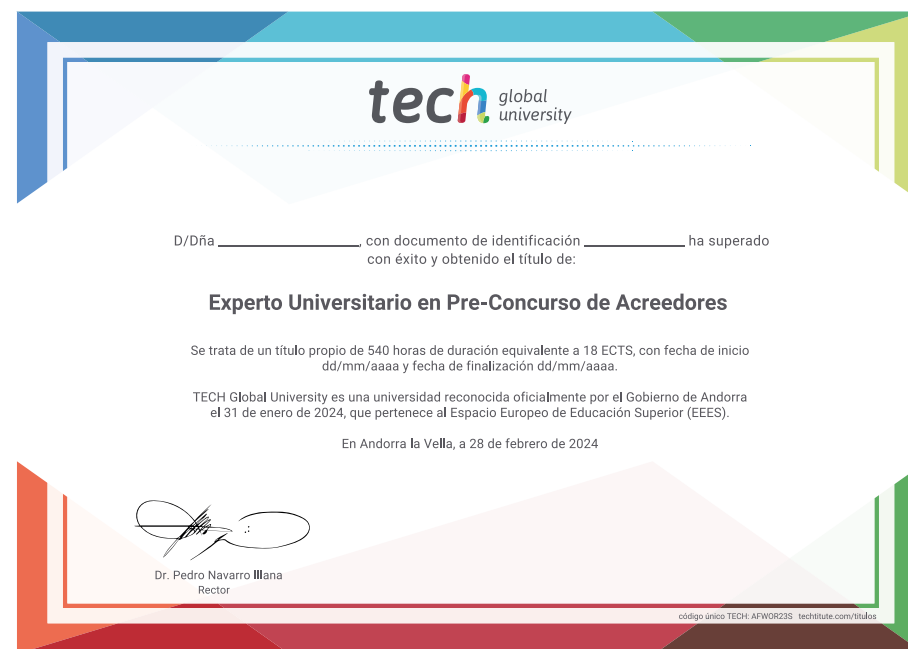 tech global university
D/Dña ____________________, con documento de identificación ______________ ha superado
con éxito y obtenido el título de:
Experto Universitario en Pre-Concurso de Acreedores
Se trata de un título propio de 540 horas de duración equivalente a 18 ECTS, con fecha de inicio
dd/mm/aaaa y fecha de finalización dd/mm/aaaa.
TECH Global University es una universidad reconocida oficialmente por el Gobierno de Andorra
el 31 de enero de 2024, que pertenece al Espacio Europeo de Educación Superior (EEES).
En Andorra la Vella, a 28 de febrero de 2024
Dr. Pedro Navarro Illana
Rector
código único TECH: AFWOR23S techtitute.com/titulos